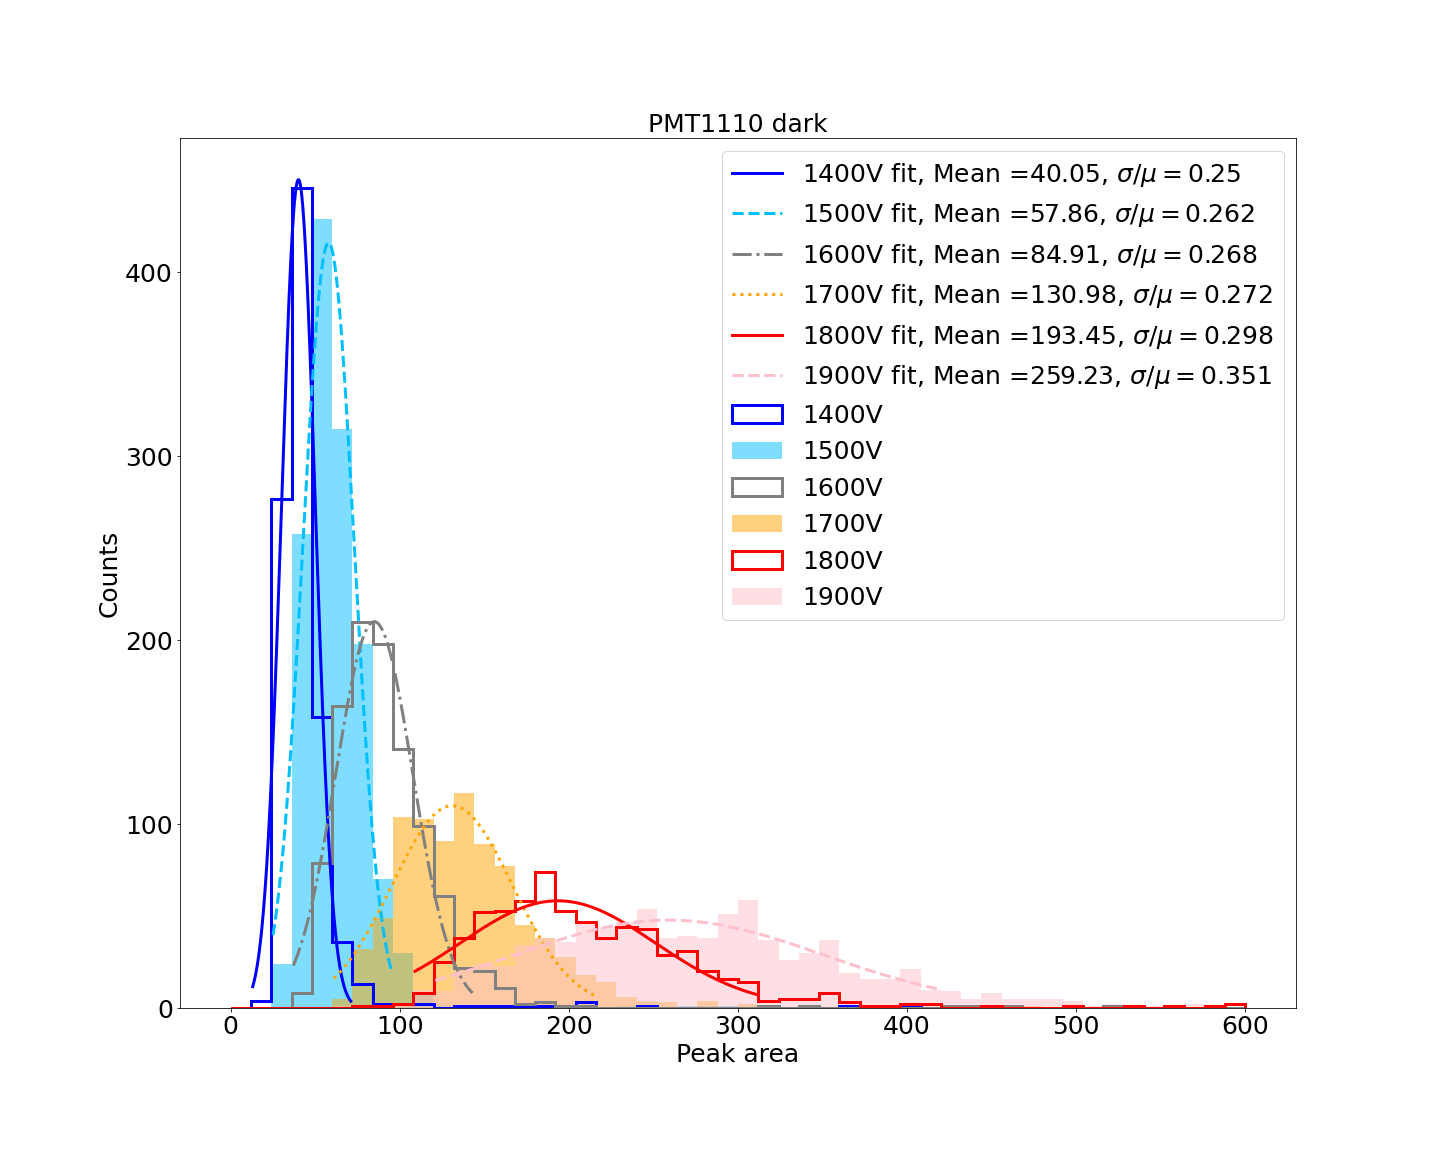 PMT1110 dark
1400V fit, Mean =40.05, σ/μ = 0.25
1500V fit, Mean =57.86, σ/μ = 0.262
1600V fit, Mean =84.91, σ/μ = 0.268
1700V fit, Mean =130.98, σ/μ = 0.272
1800V fit, Mean =193.45, σ/μ = 0.298
1900V fit, Mean =259.23, σ/μ = 0.351
1400V
1500V
1600V
1700V
1800V
1900V
Counts
400
300
200
100
0
0 100 200 300 400 500 600
Peak area